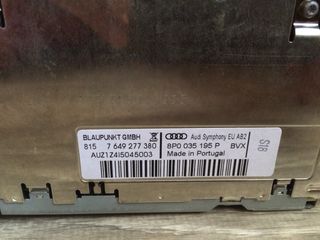 BLAUPUNKT GMBH
815 7 649 277 380
AUZ1Z4I5045003
Audi Symphony EU AB2
8P0 035 195 P BVX
Made in Portugal